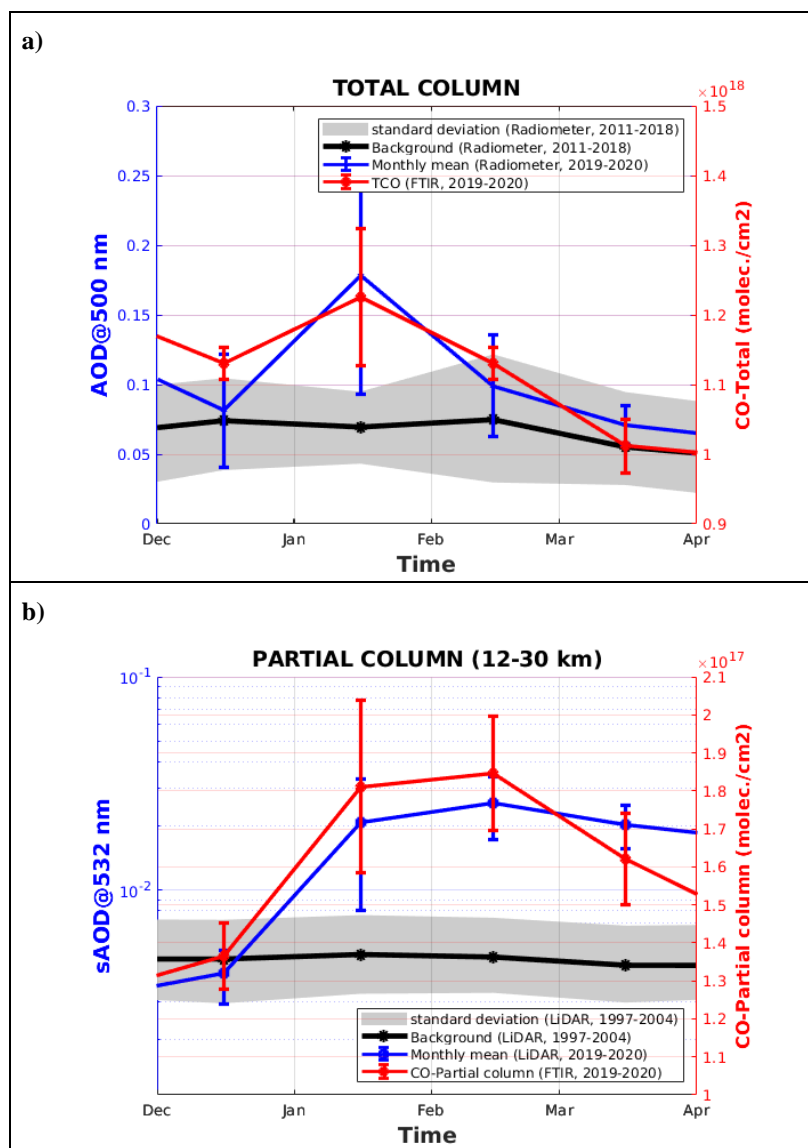 a)
TOTAL COLUMN
×10^18
0.3
0.25
0.2
0.15
0.1
0.05
0
AOD@500 nm
standard deviation (Radiometer, 2011-2018)
Background (Radiometer, 2011-2018)
Monthly mean (Radiometer, 2019-2020)
TCO (FTIR, 2019-2020)
1.5
1.4
1.3
1.2
1.1
1
0.9
CO-Total (molec./cm2)
Dec Jan Feb Mar Apr
Time
b)
PARTIAL COLUMN (12-30 km)
×10^17
10^-1
10^-2
sAOD@532 nm
2.1
2
1.9
1.8
1.7
1.6
1.5
1.4
1.3
1.2
1.1
1
CO-Partial column (molec./cm2)
standard deviation (LiDAR, 1997-2004)
Background (LiDAR, 1997-2004)
Monthly mean (LiDAR, 2019-2020)
CO-Partial column (FTIR, 2019-2020)
Dec Jan Feb Mar Apr
Time